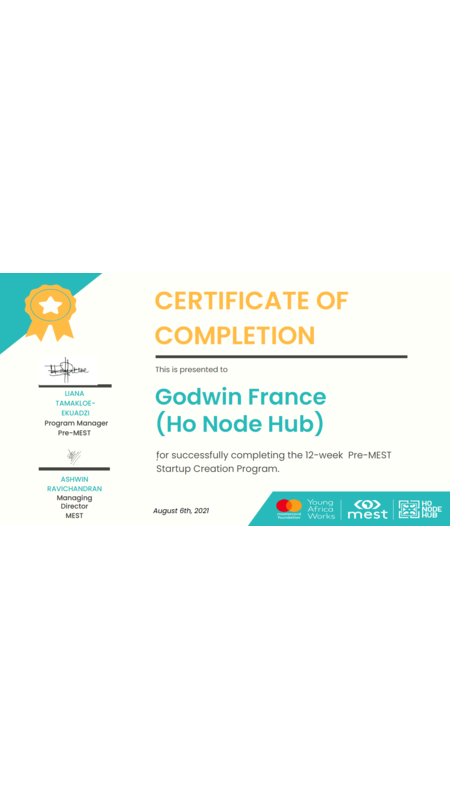 CERTIFICATE OF
COMPLETION
This is presented to
Godwin France
(Ho Node Hub)
for successfully completing the 12-week Pre-MEST
Startup Creation Program.
LIANA
TAMAKLOE-
EKUADZI
Program Manager
Pre-MEST
ASHWIN
RAVICHANDRAN
Managing
Director
MEST
August 6th, 2021
mastercard
foundation
Young
Africa
Works
mest
HO
NODE
HUB